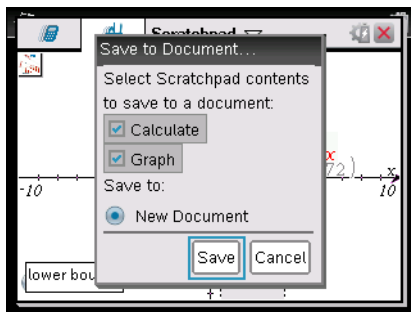 Scratchpad
Save to Document...
Select Scratchpad contents
to save to a document:
Calculate
Graph
Save to:
New Document
Save Cancel
x
72)
x
-10
10
lower bou